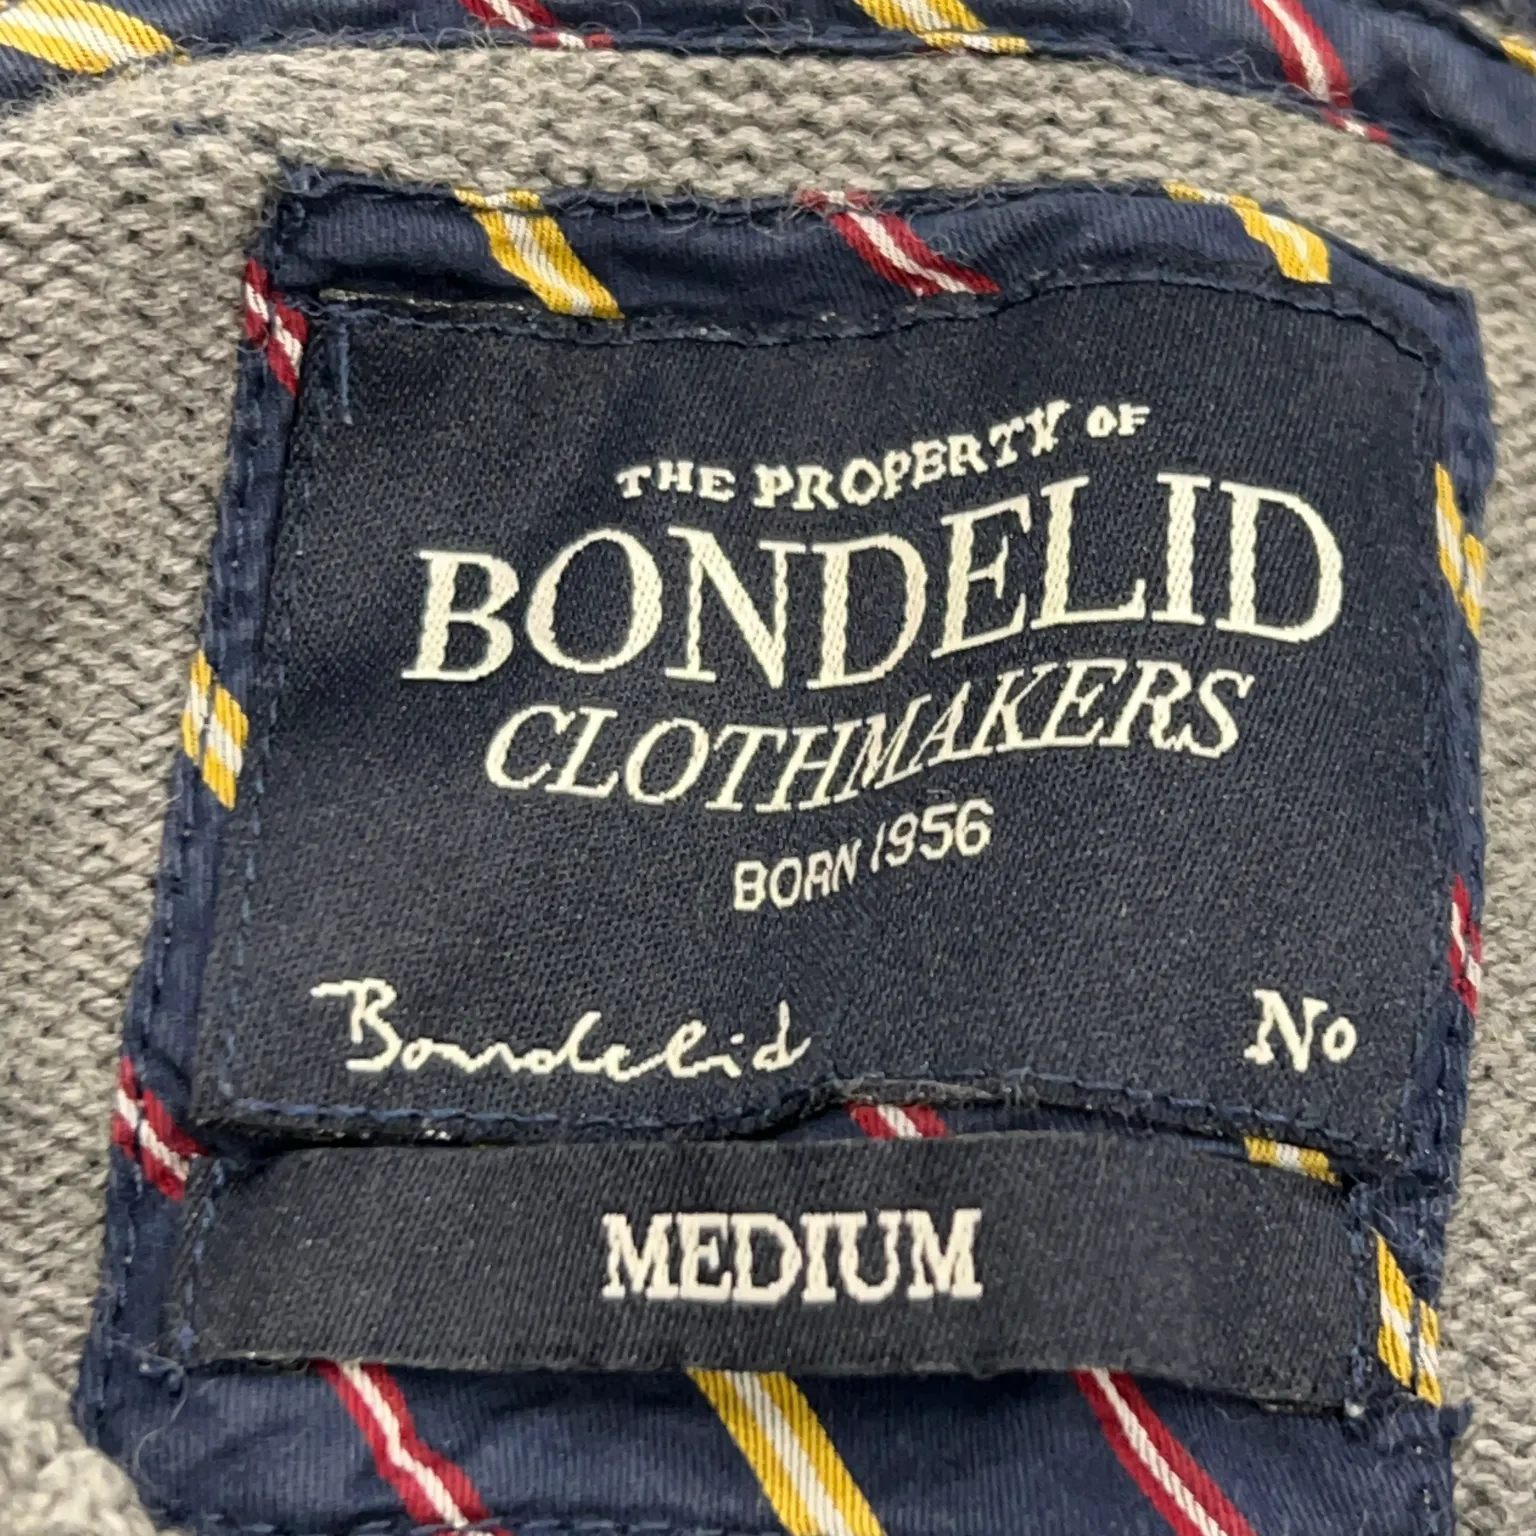 THE PROPERTY OF
BONDELID
CLOTHMAKERS
BORN 1956
Bondelid No
MEDIUM